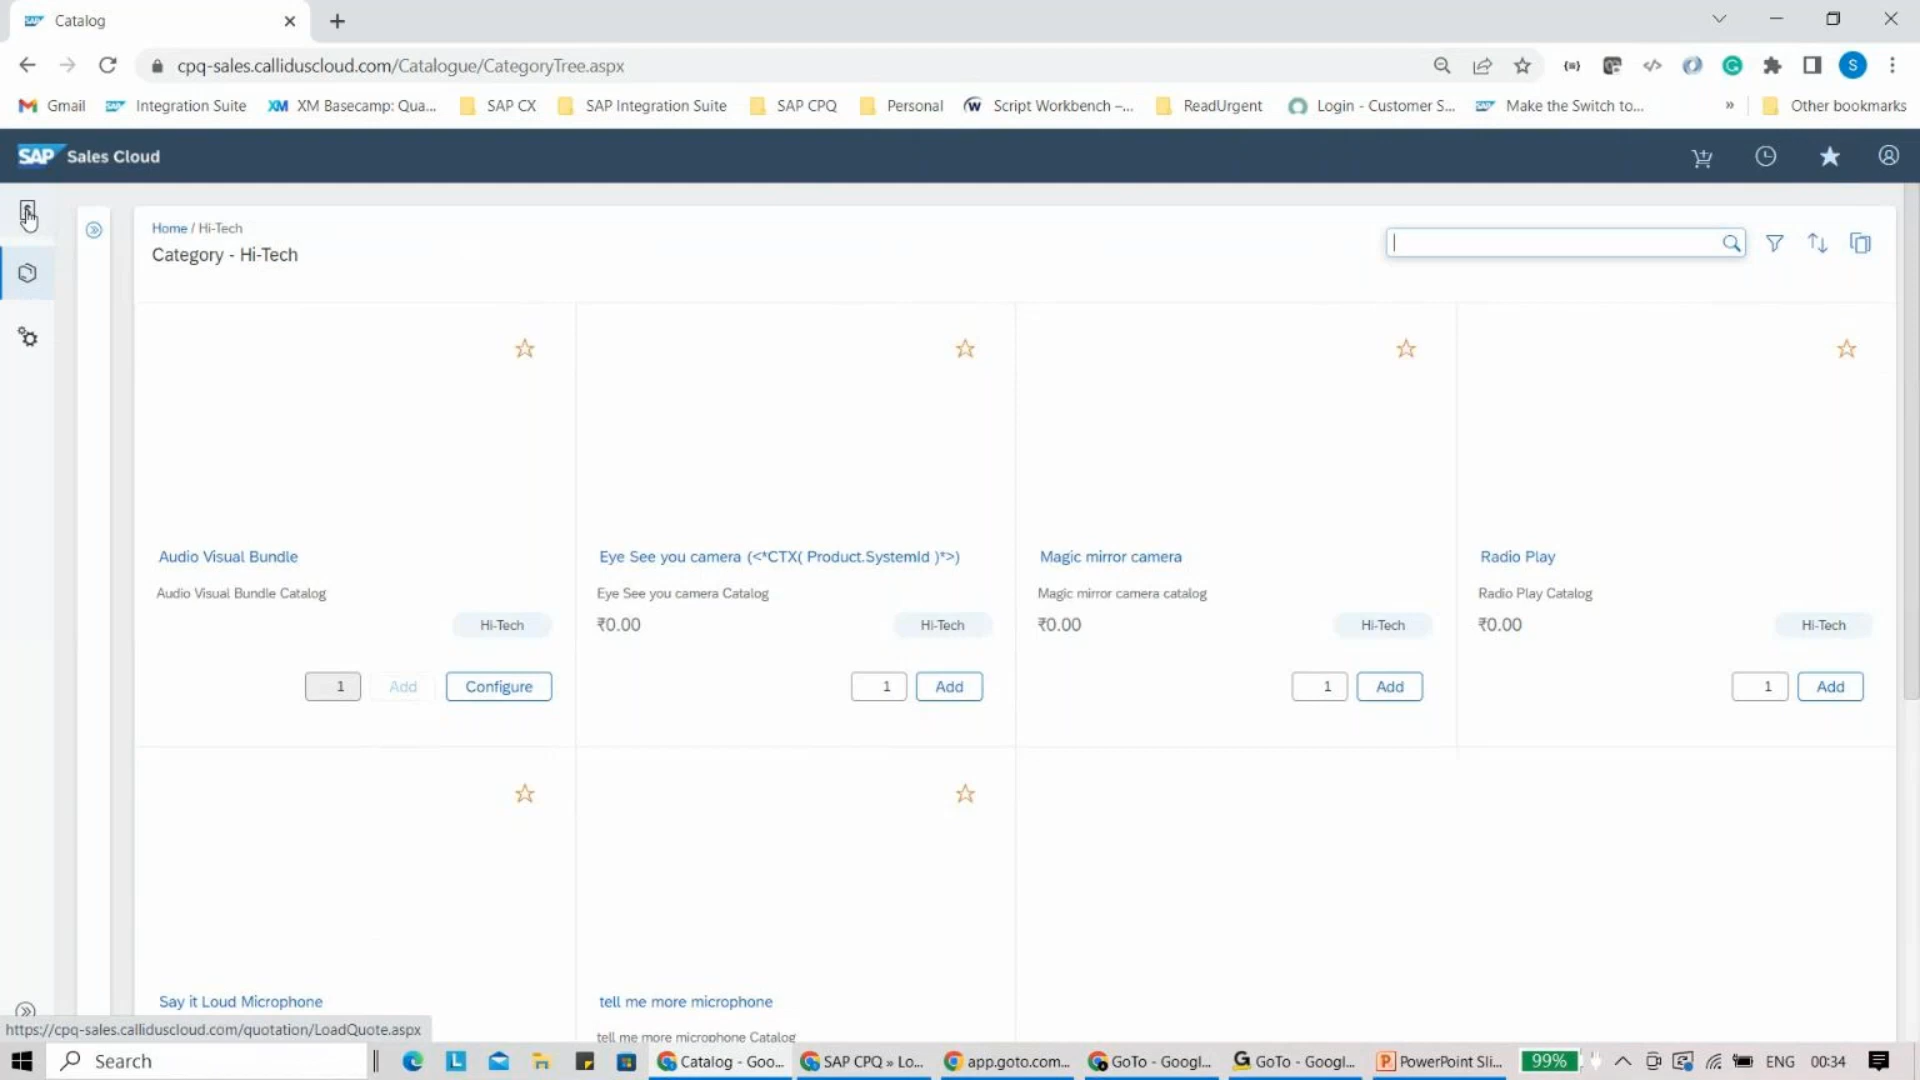 Catalog
cpq-sales.calliduscloud.com/Catalogue/CategoryTree.aspx
S
Gmail
Integration Suite
XM Basecamp: Qua...
SAP CX
SAP Integration Suite
SAP CPQ
Personal
Script Workbench –...
ReadUrgent
Login - Customer S...
Make the Switch to...
»
Other bookmarks
SAP Sales Cloud
Home / Hi-Tech
Category - Hi-Tech
Audio Visual Bundle
Audio Visual Bundle Catalog
Hi-Tech
1 Add Configure
Eye See you camera (<*CTX( Product.SystemId )*>)
Eye See you camera Catalog
₹0.00 Hi-Tech
1 Add
Magic mirror camera
Magic mirror camera catalog
₹0.00 Hi-Tech
1 Add
Radio Play
Radio Play Catalog
₹0.00 Hi-Tech
1 Add
Say it Loud Microphone
tell me more microphone
tell me more microphone Catalog
https://cpq-sales.calliduscloud.com/quotation/LoadQuote.aspx
Search
Catalog - Goo...
SAP CPQ » Lo...
app.goto.com...
GoTo - Googl...
GoTo - Googl...
PowerPoint Sli...
99%
ENG
00:34